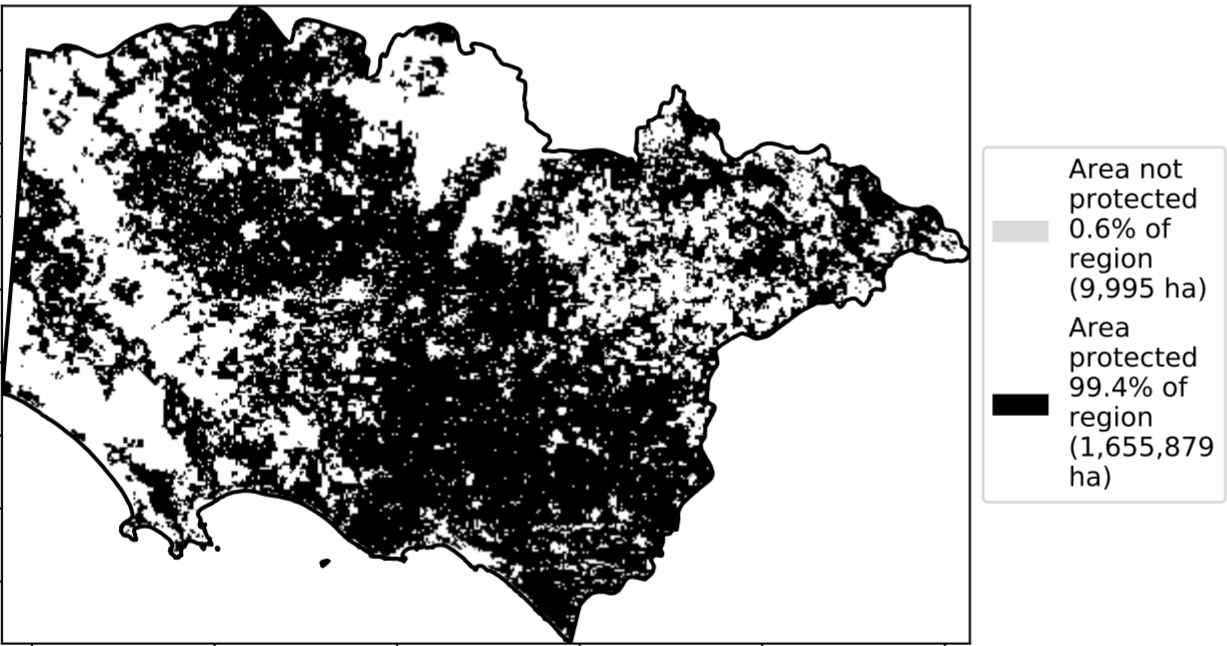 Area not
protected
0.6% of
region
(9,995 ha)
Area
protected
99.4% of
region
(1,655,879
ha)